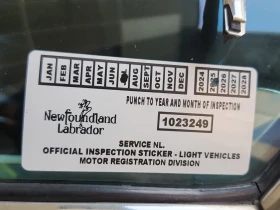 JAN FEB MAR APR MAY JUN AUG SEPT OCT NOV DEC 2024 2025 2026 2027 2028
PUNCH TO YEAR AND MONTH OF INSPECTION
Newfoundland
Labrador
1023249
SERVICE NL.
OFFICIAL INSPECTION STICKER - LIGHT VEHICLES
MOTOR REGISTRATION DIVISION